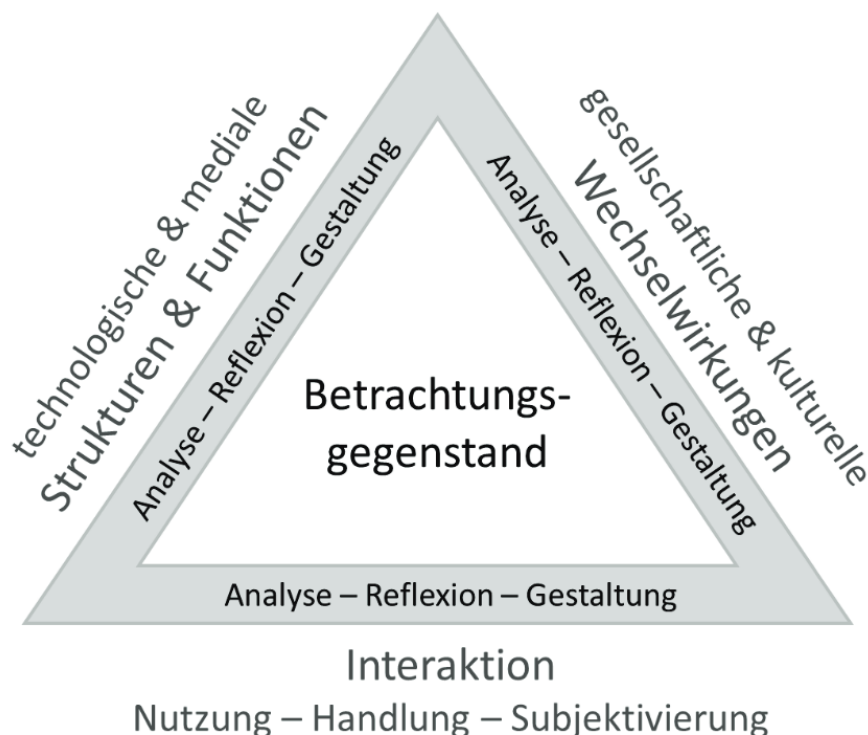 technologische & mediale
Strukturen & Funktionen
Analyse – Reflexion – Gestaltung
gesellschaftliche & kulturelle
Wechselwirkungen
Analyse – Reflexion – Gestaltung
Betrachtungs-
gegenstand
Analyse – Reflexion – Gestaltung
Interaktion
Nutzung – Handlung – Subjektivierung